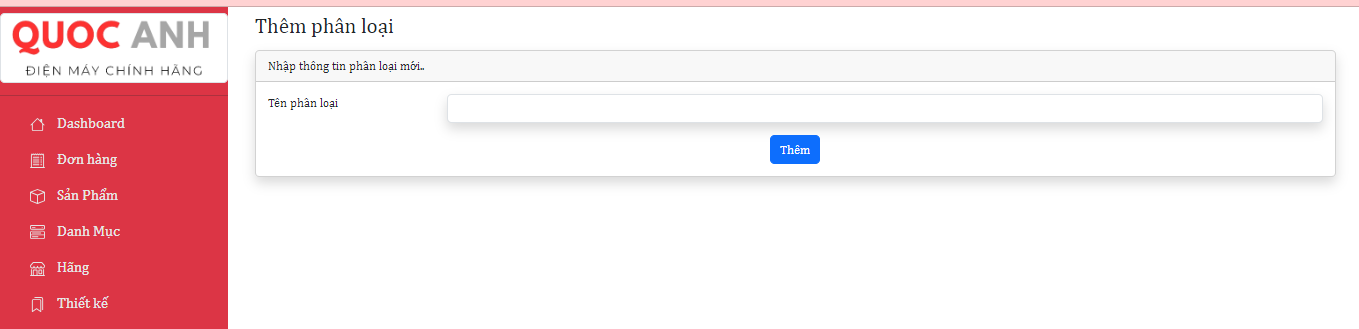 QUOC ANH
ĐIỆN MÁY CHÍNH HÃNG
Dashboard
Đơn hàng
Sản Phẩm
Danh Mục
Hãng
Thiết kế
Thêm phân loại
Nhập thông tin phân loại mới..
Tên phân loại
Thêm